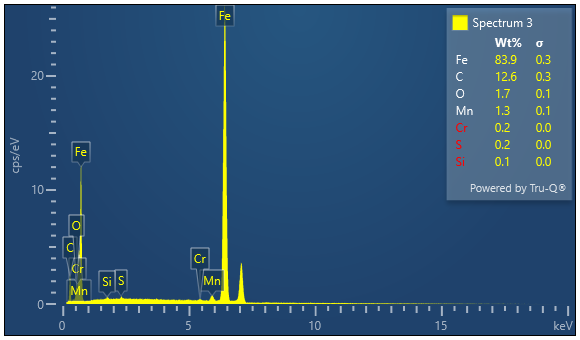 Fe
Spectrum 3
Wt% σ
Fe 83.9 0.3
C 12.6 0.3
O 1.7 0.1
Mn 1.3 0.1
Cr 0.2 0.0
S 0.2 0.0
Si 0.1 0.0
Powered by Tru-Q®
cps/eV
20
10
0
Fe
O
C
Cr
Mn
Si
S
Cr
Mn
0 5 10 15 keV